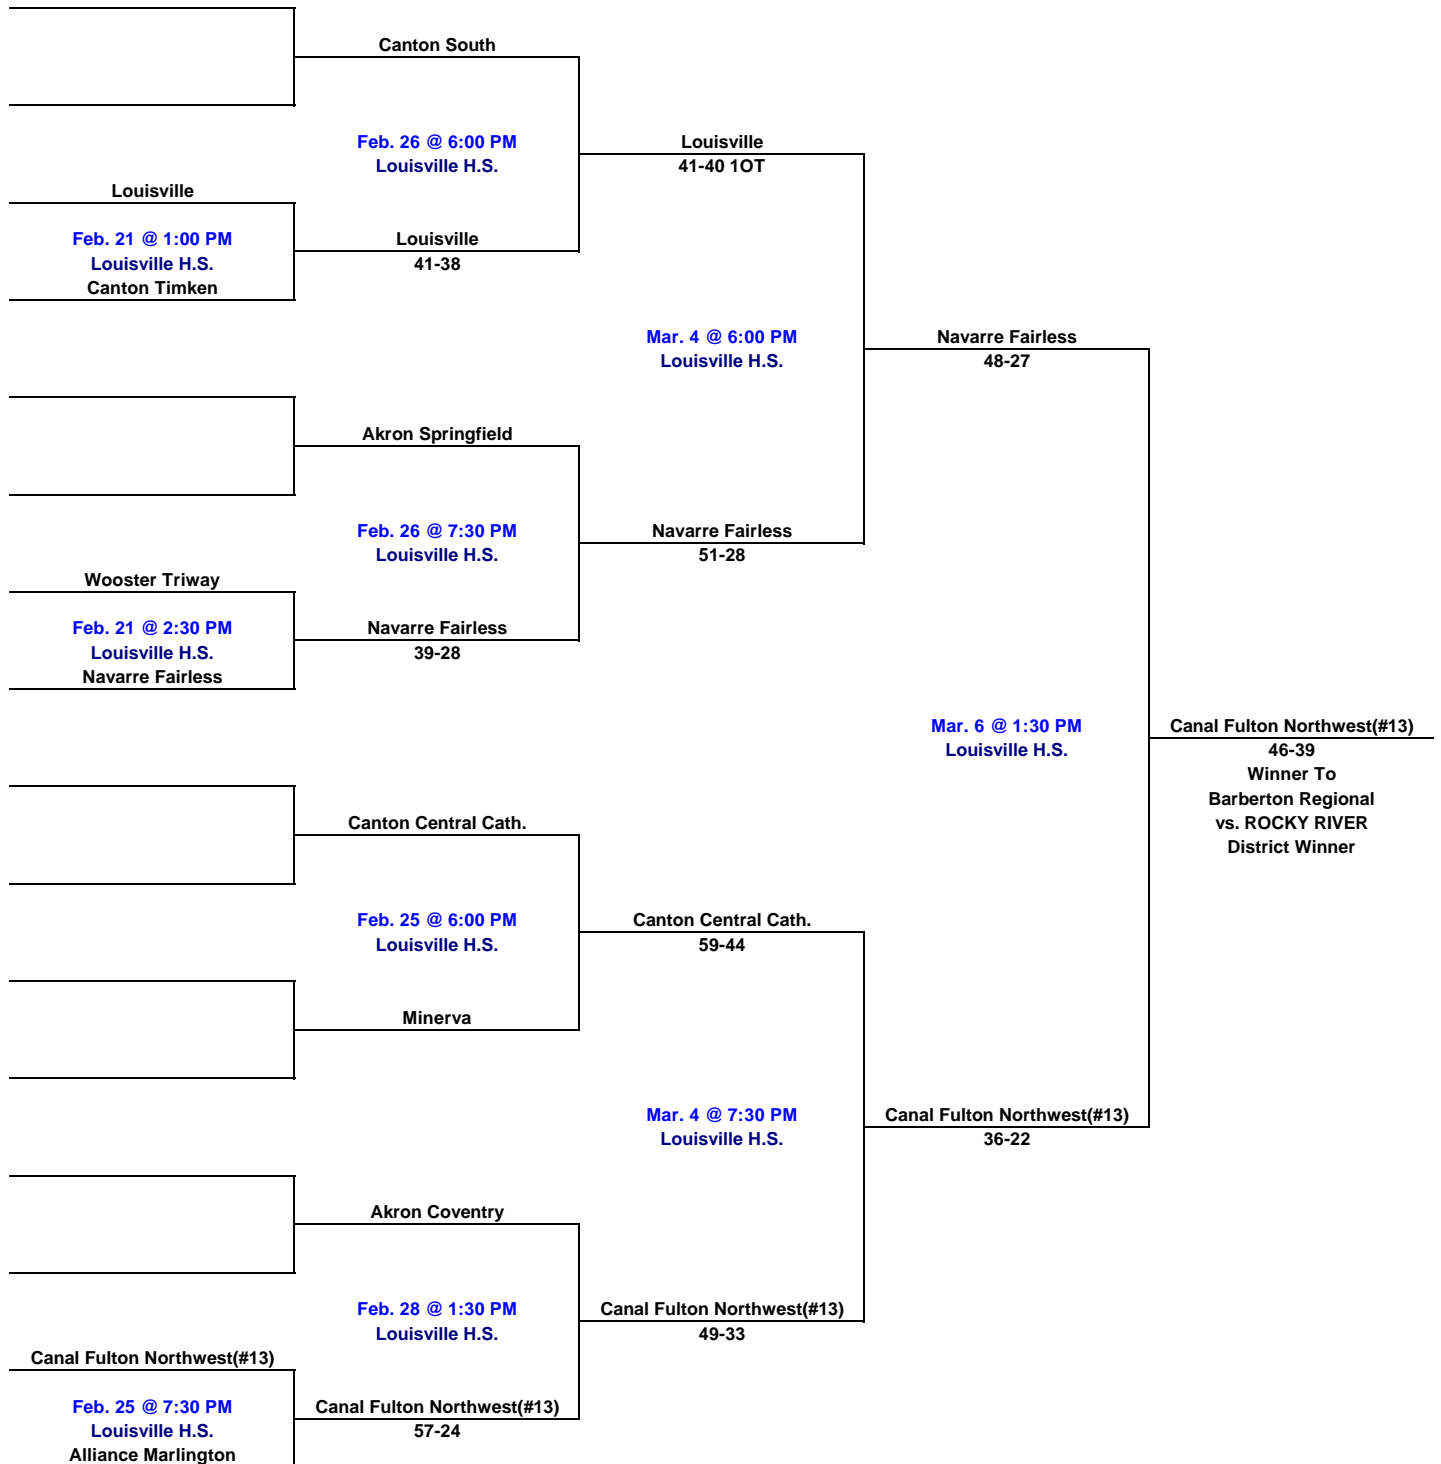 Canton South
Feb. 26 @ 6:00 PM
Louisville H.S.
Louisville
41-40 1OT
Louisville
Feb. 21 @ 1:00 PM
Louisville H.S.
Canton Timken
Louisville
41-38
Mar. 4 @ 6:00 PM
Louisville H.S.
Navarre Fairless
48-27
Akron Springfield
Feb. 26 @ 7:30 PM
Louisville H.S.
Navarre Fairless
51-28
Wooster Triway
Feb. 21 @ 2:30 PM
Louisville H.S.
Navarre Fairless
Navarre Fairless
39-28
Mar. 6 @ 1:30 PM
Louisville H.S.
Canal Fulton Northwest(#13)
46-39
Winner To
Barberton Regional
vs. ROCKY RIVER
District Winner
Canton Central Cath.
Feb. 25 @ 6:00 PM
Louisville H.S.
Canton Central Cath.
59-44
Minerva
Mar. 4 @ 7:30 PM
Louisville H.S.
Canal Fulton Northwest(#13)
36-22
Akron Coventry
Feb. 28 @ 1:30 PM
Louisville H.S.
Canal Fulton Northwest(#13)
49-33
Canal Fulton Northwest(#13)
Feb. 25 @ 7:30 PM
Louisville H.S.
Alliance Marlington
Canal Fulton Northwest(#13)
57-24